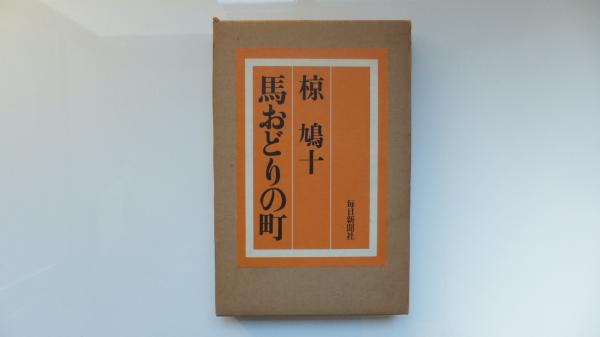 毎日新聞社
椋 鳩十
馬おどりの町